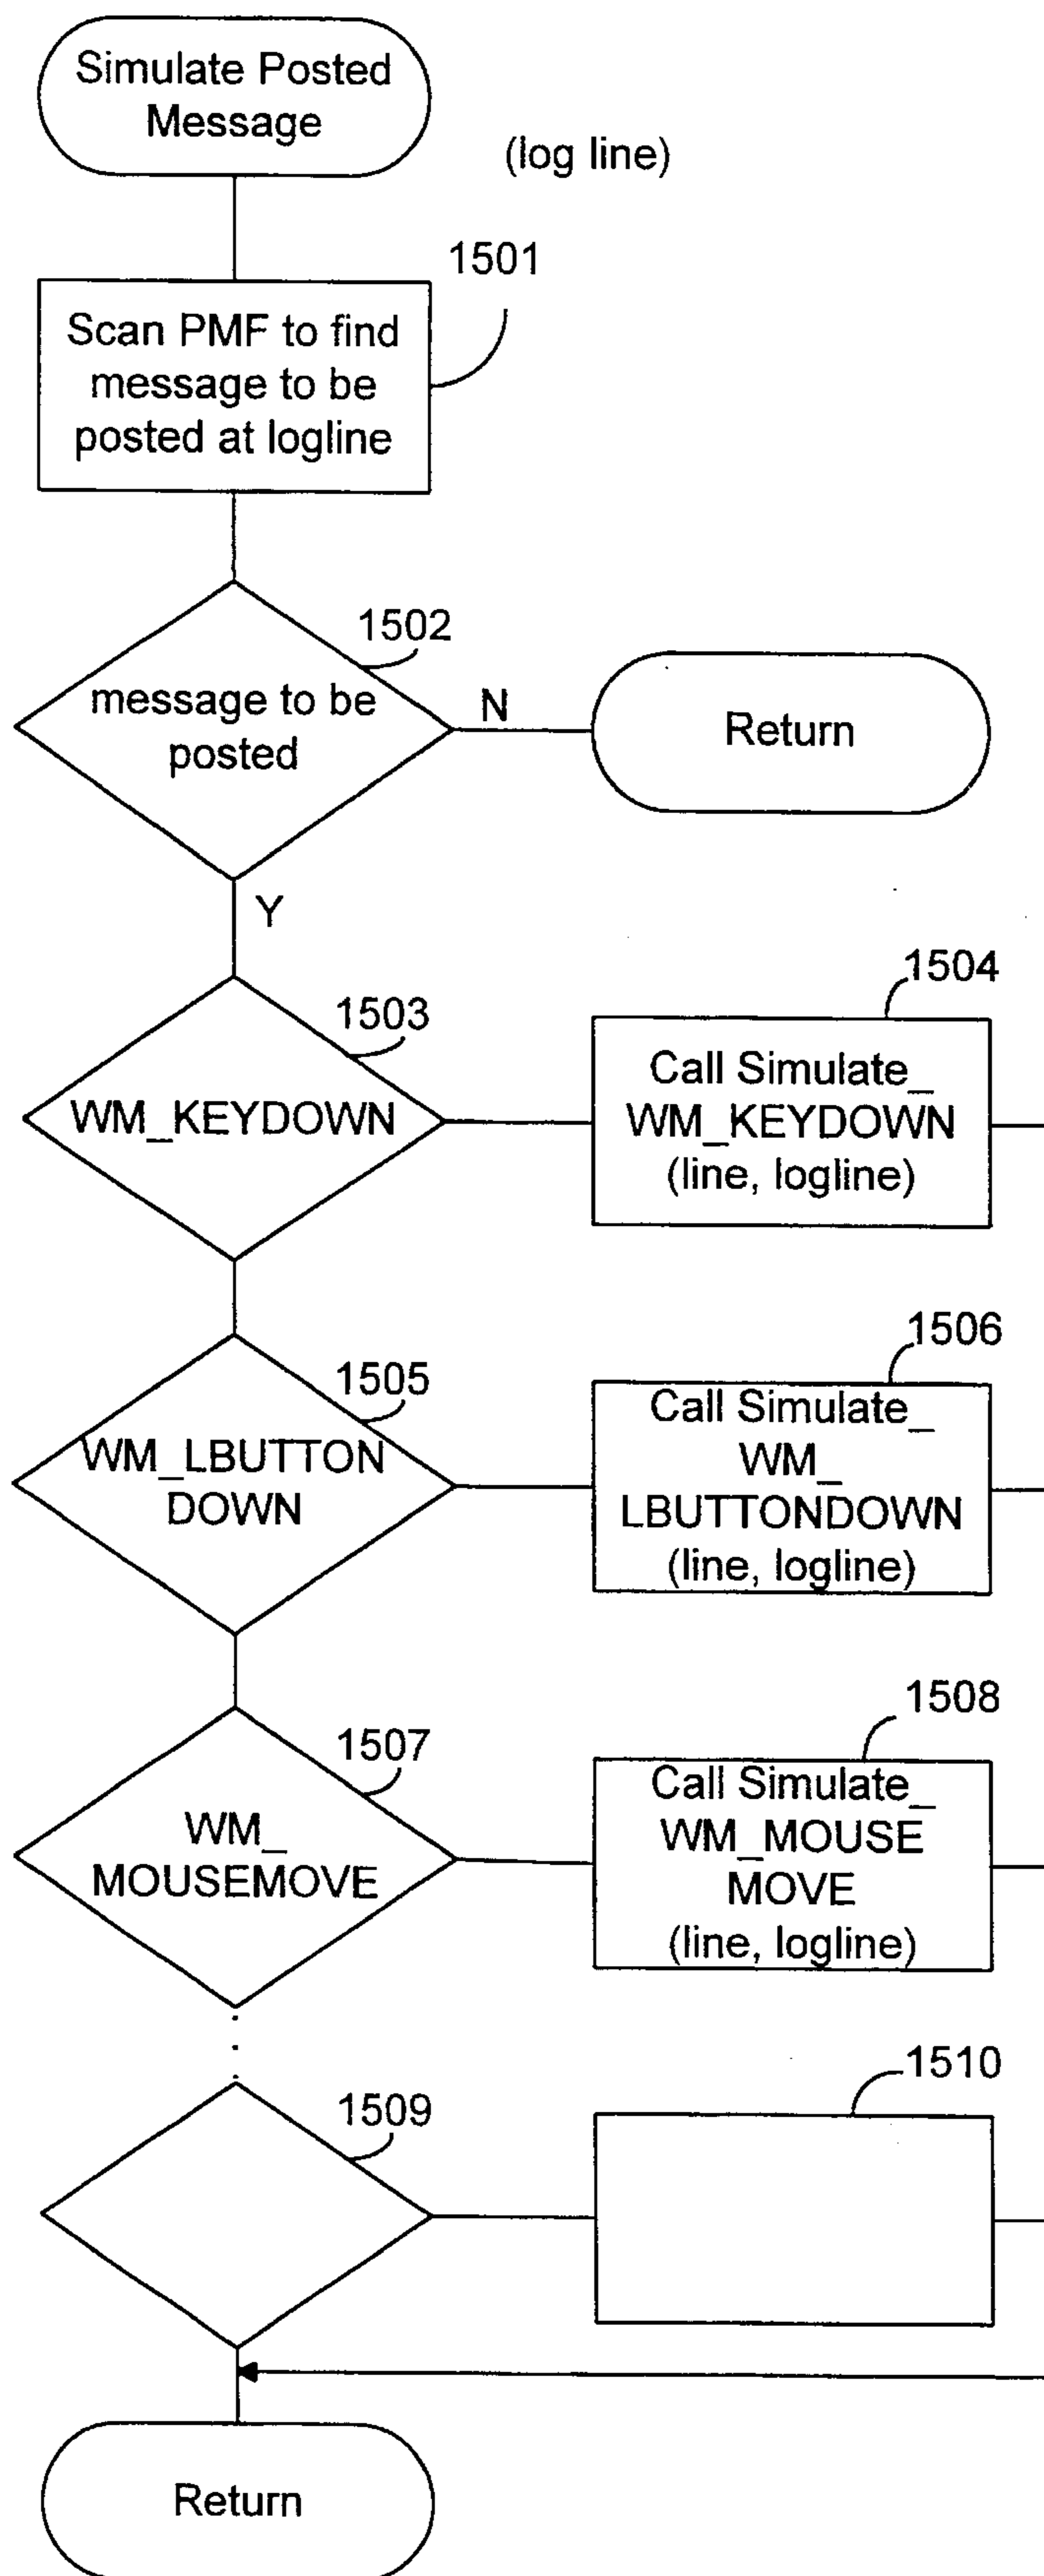 Simulate Posted
Message
(log line)
1501
Scan PMF to find
message to be
posted at logline
1502
message to be
posted
N
Return
Y
1503
WM_KEYDOWN
1504
Call Simulate_
WM_KEYDOWN
(line, logline)
1505
WM_LBUTTON
DOWN
1506
Call Simulate_
WM_
LBUTTONDOWN
(line, logline)
1507
WM_
MOUSEMOVE
1508
Call Simulate_
WM_MOUSE
MOVE
(line, logline)
1509
1510
Return